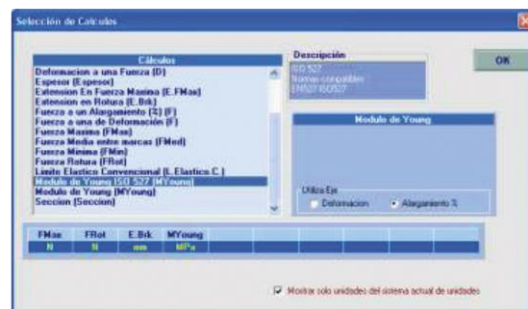 Selección de Calculos
Cálculos
Deformacion a una Fuerza (D)
Espesor (Espesor)
Extension En Fuerza Maxima (E.FMax)
Extension en Rotura (E.Brk)
Fuerza a un Alargamiento (%) (F)
Fuerza a una de Deformación (F)
Fuerza Maxima (FMax)
Fuerza Media entre marcas (FMed)
Fuerza Minima (FMin)
Fuerza Rotura (FRot)
Limite Elastico Convencional (L.Elastico C.)
Modulo de Young ISO 527 (MYoung)
Modulo de Young (MYoung)
Seccion (Seccion)
Descripción
ISO 527
Normas compatibles
EN527 ISO527
OK
Modulo de Young
Utiliza Eje
Deformacion
Alargamiento %
FMax FRot E.Brk MYoung
N N mm MPa
Mostrar solo unidades del sistema actual de unidades